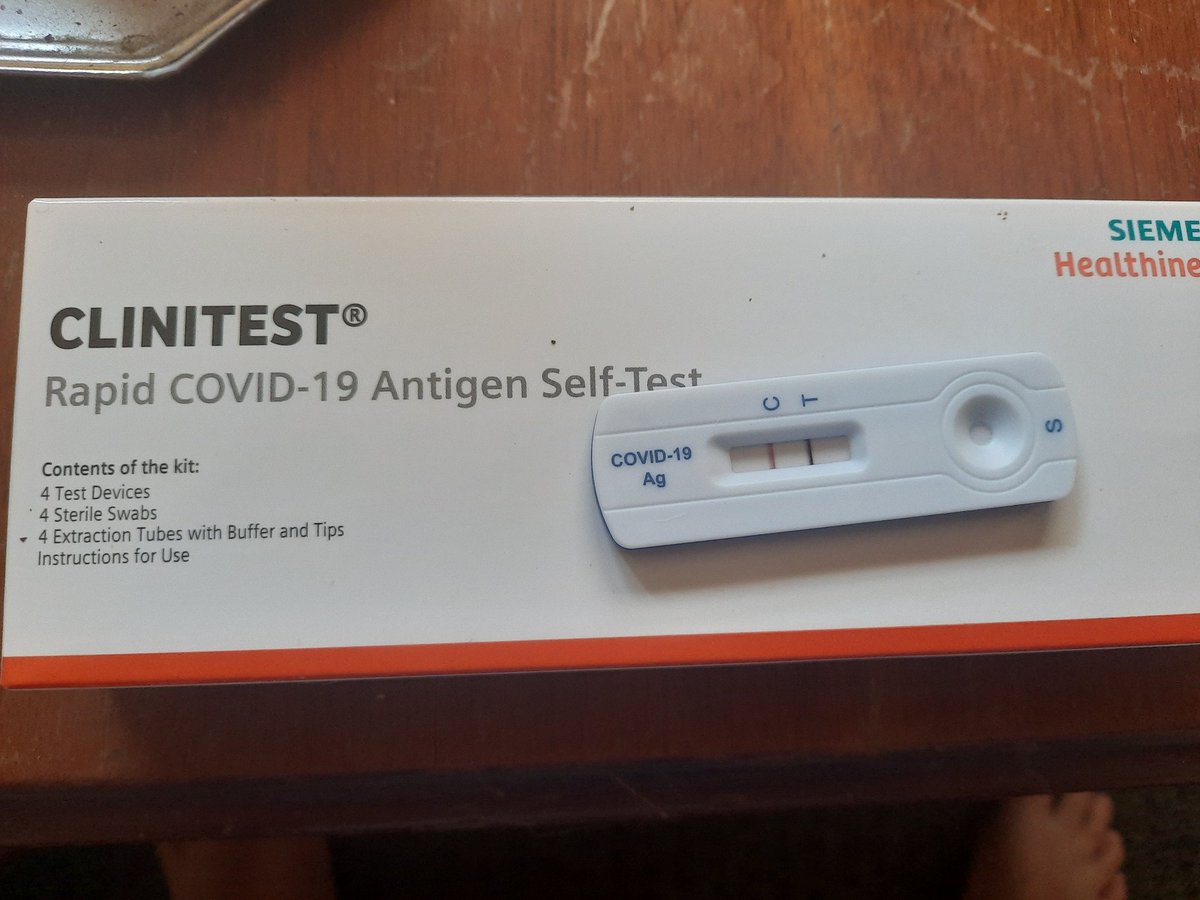 SIEME
Healthine
CLINITEST®
Rapid COVID-19 Antigen Self-Test
Contents of the kit:
4 Test Devices
4 Sterile Swabs
4 Extraction Tubes with Buffer and Tips
Instructions for Use
C T
COVID-19
Ag
S